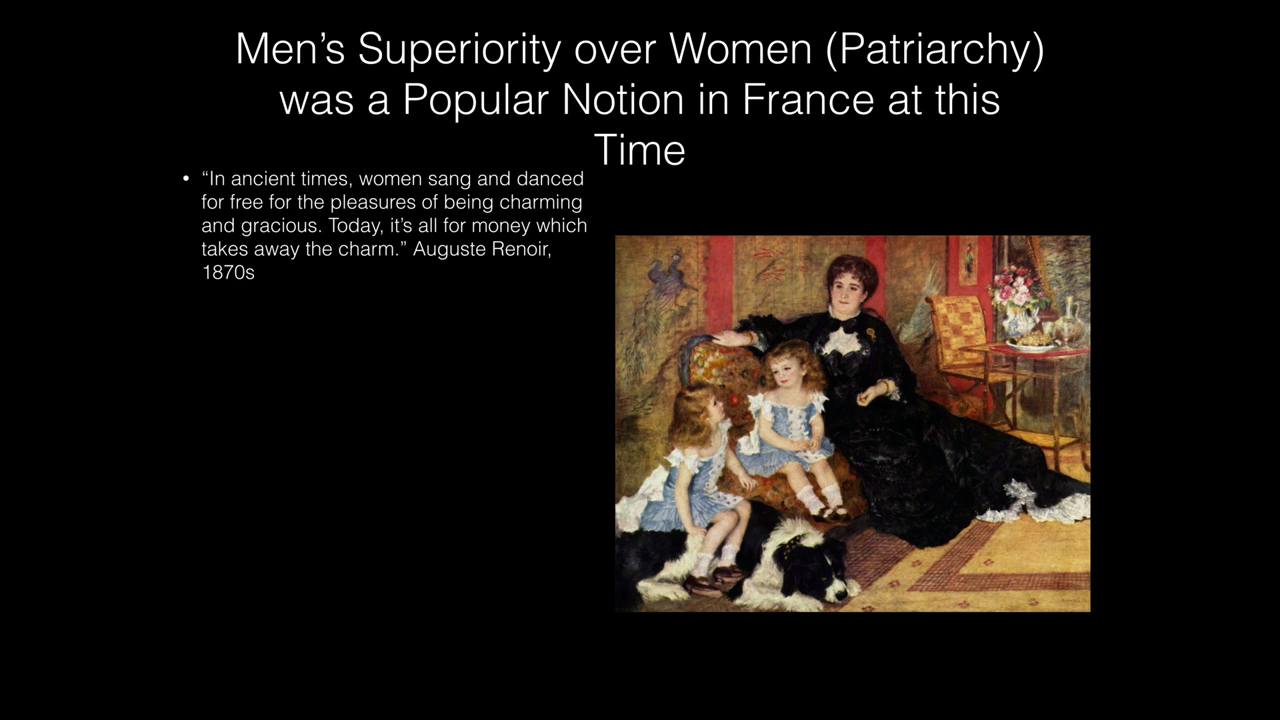 Men’s Superiority over Women (Patriarchy)
was a Popular Notion in France at this
Time
• “In ancient times, women sang and danced
for free for the pleasures of being charming
and gracious. Today, it’s all for money which
takes away the charm.” Auguste Renoir,
1870s